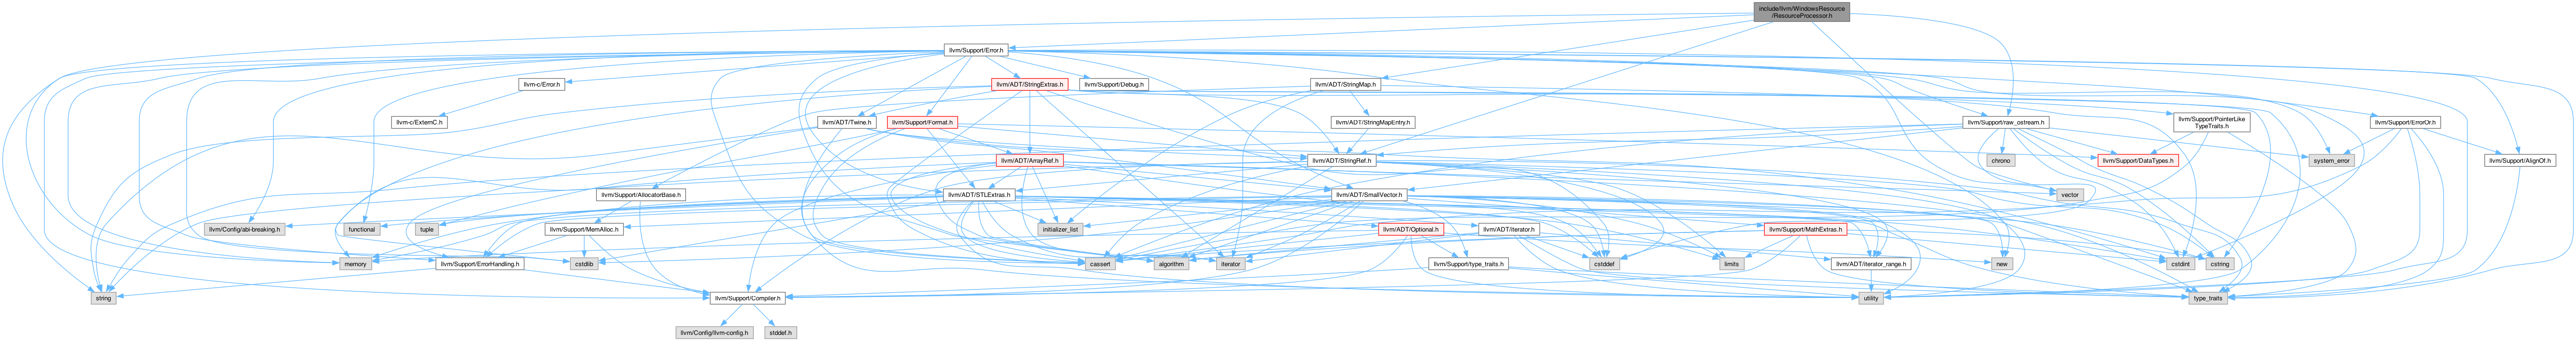 include/llvm/WindowsResource
/ResourceProcessor.h
llvm/Support/Error.h
llvm-c/Error.h
llvm/ADT/StringExtras.h
llvm/Support/Debug.h
llvm/ADT/StringMap.h
llvm-c/ExternC.h
llvm/ADT/Twine.h
llvm/Support/Format.h
llvm/ADT/StringMapEntry.h
llvm/Support/raw_ostream.h
llvm/Support/PointerLike
TypeTraits.h
llvm/Support/ErrorOr.h
llvm/ADT/ArrayRef.h
llvm/ADT/StringRef.h
chrono
llvm/Support/DataTypes.h
system_error
llvm/Support/AlignOf.h
llvm/Support/AllocatorBase.h
llvm/ADT/STLExtras.h
llvm/ADT/SmallVector.h
vector
llvm/Config/abi-breaking.h
functional
tuple
llvm/Support/MemAlloc.h
initializer_list
llvm/ADT/Optional.h
llvm/ADT/iterator.h
llvm/Support/MathExtras.h
memory
llvm/Support/ErrorHandling.h
cstdlib
cassert
algorithm
iterator
llvm/Support/type_traits.h
cstddef
limits
llvm/ADT/iterator_range.h
new
cstdint
cstring
string
llvm/Support/Compiler.h
utility
type_traits
llvm/Config/llvm-config.h
stddef.h